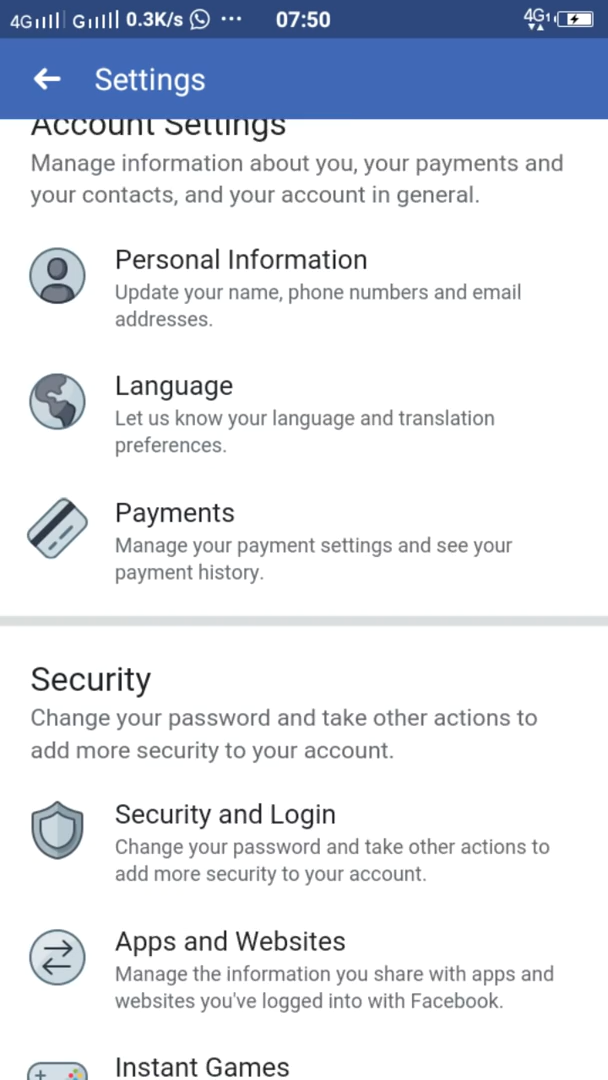 4G G 0.3K/s ... 07:50 4G1
Settings
Account Settings
Manage information about you, your payments and
your contacts, and your account in general.
Personal Information
Update your name, phone numbers and email
addresses.
Language
Let us know your language and translation
preferences.
Payments
Manage your payment settings and see your
payment history.
Security
Change your password and take other actions to
add more security to your account.
Security and Login
Change your password and take other actions to
add more security to your account.
Apps and Websites
Manage the information you share with apps and
websites you've logged into with Facebook.
Instant Games